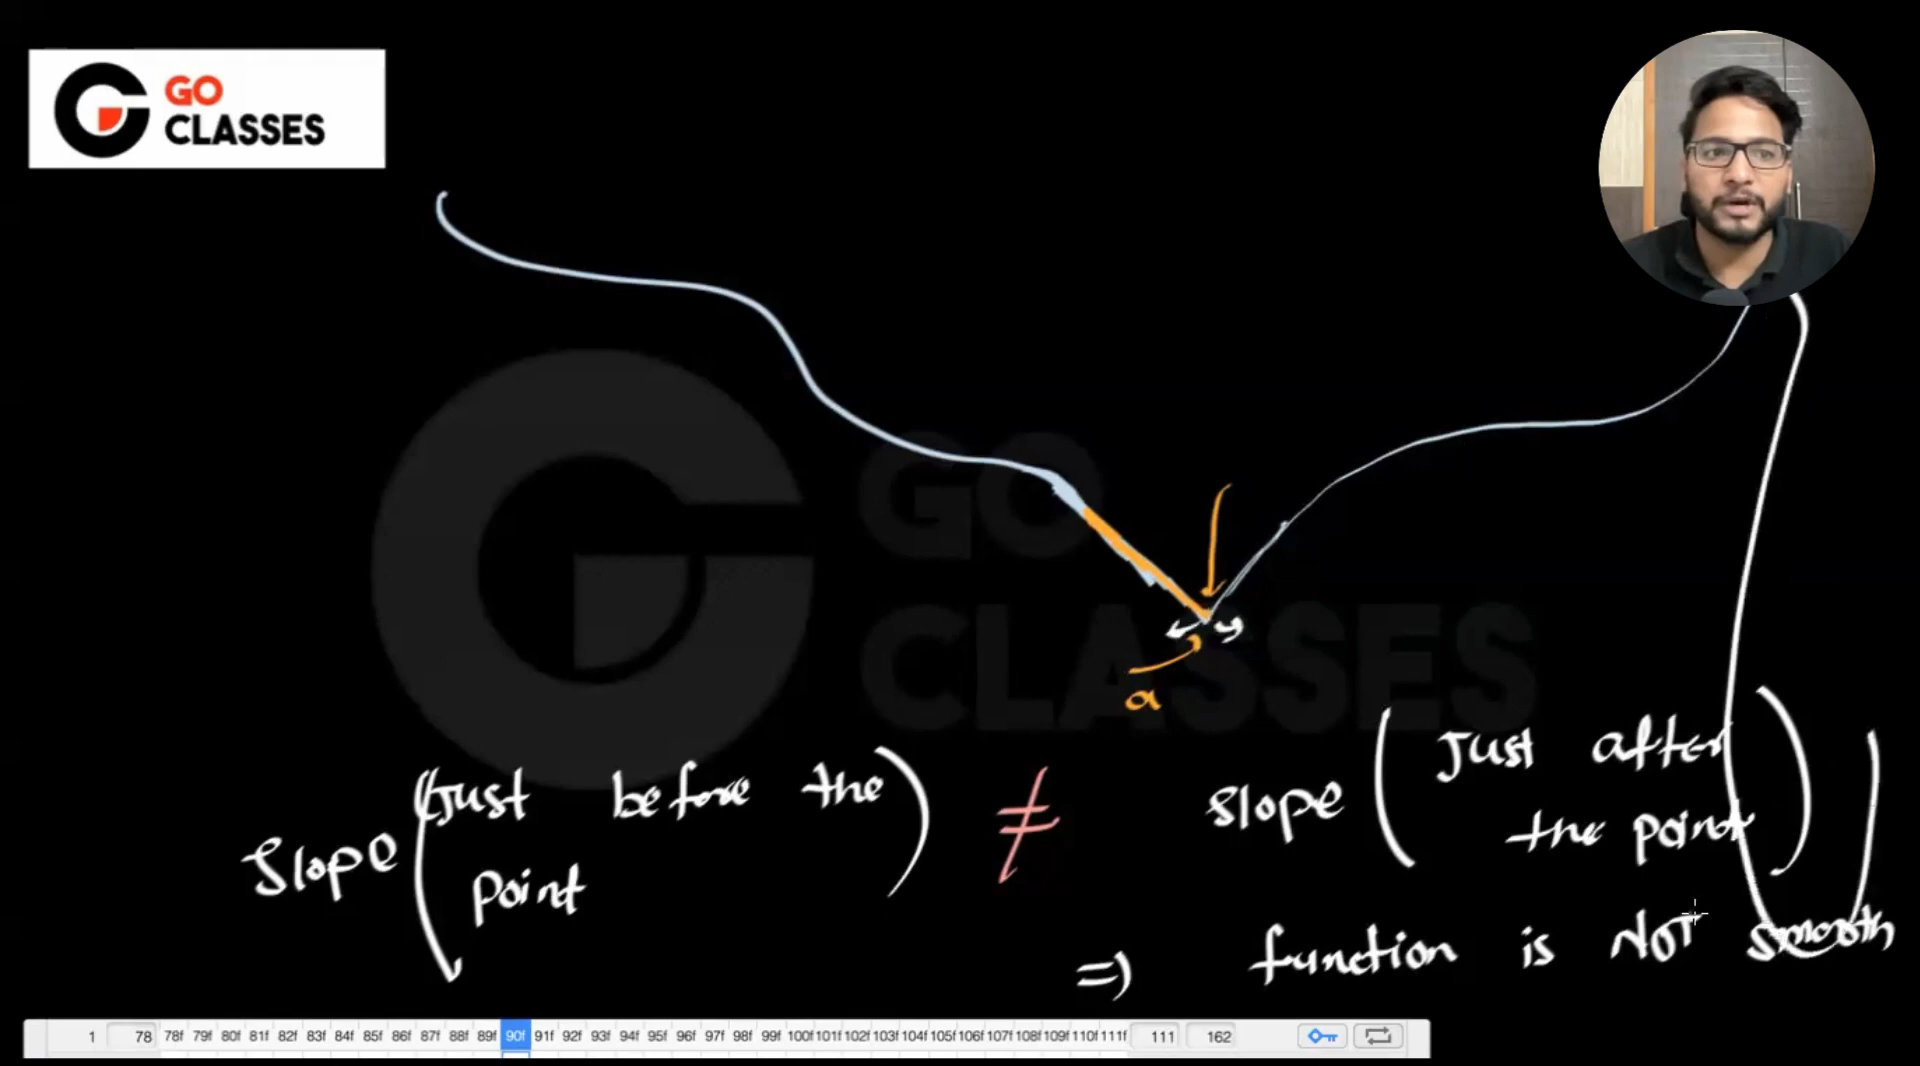 GO
CLASSES
GO
CLASSES
a
Slope (Just before the point) ≠ slope (Just after the point)
=) function is NOT smooth
1 78 78f 79f 80f 81f 82f 83f 84f 85f 86f 87f 88f 89f 90f 91f 92f 93f 94f 95f 96f 97f 98f 99f 100f 101f 102f 103f 104f 105f 106f 107f 108f 109f 110f 111f 111 162